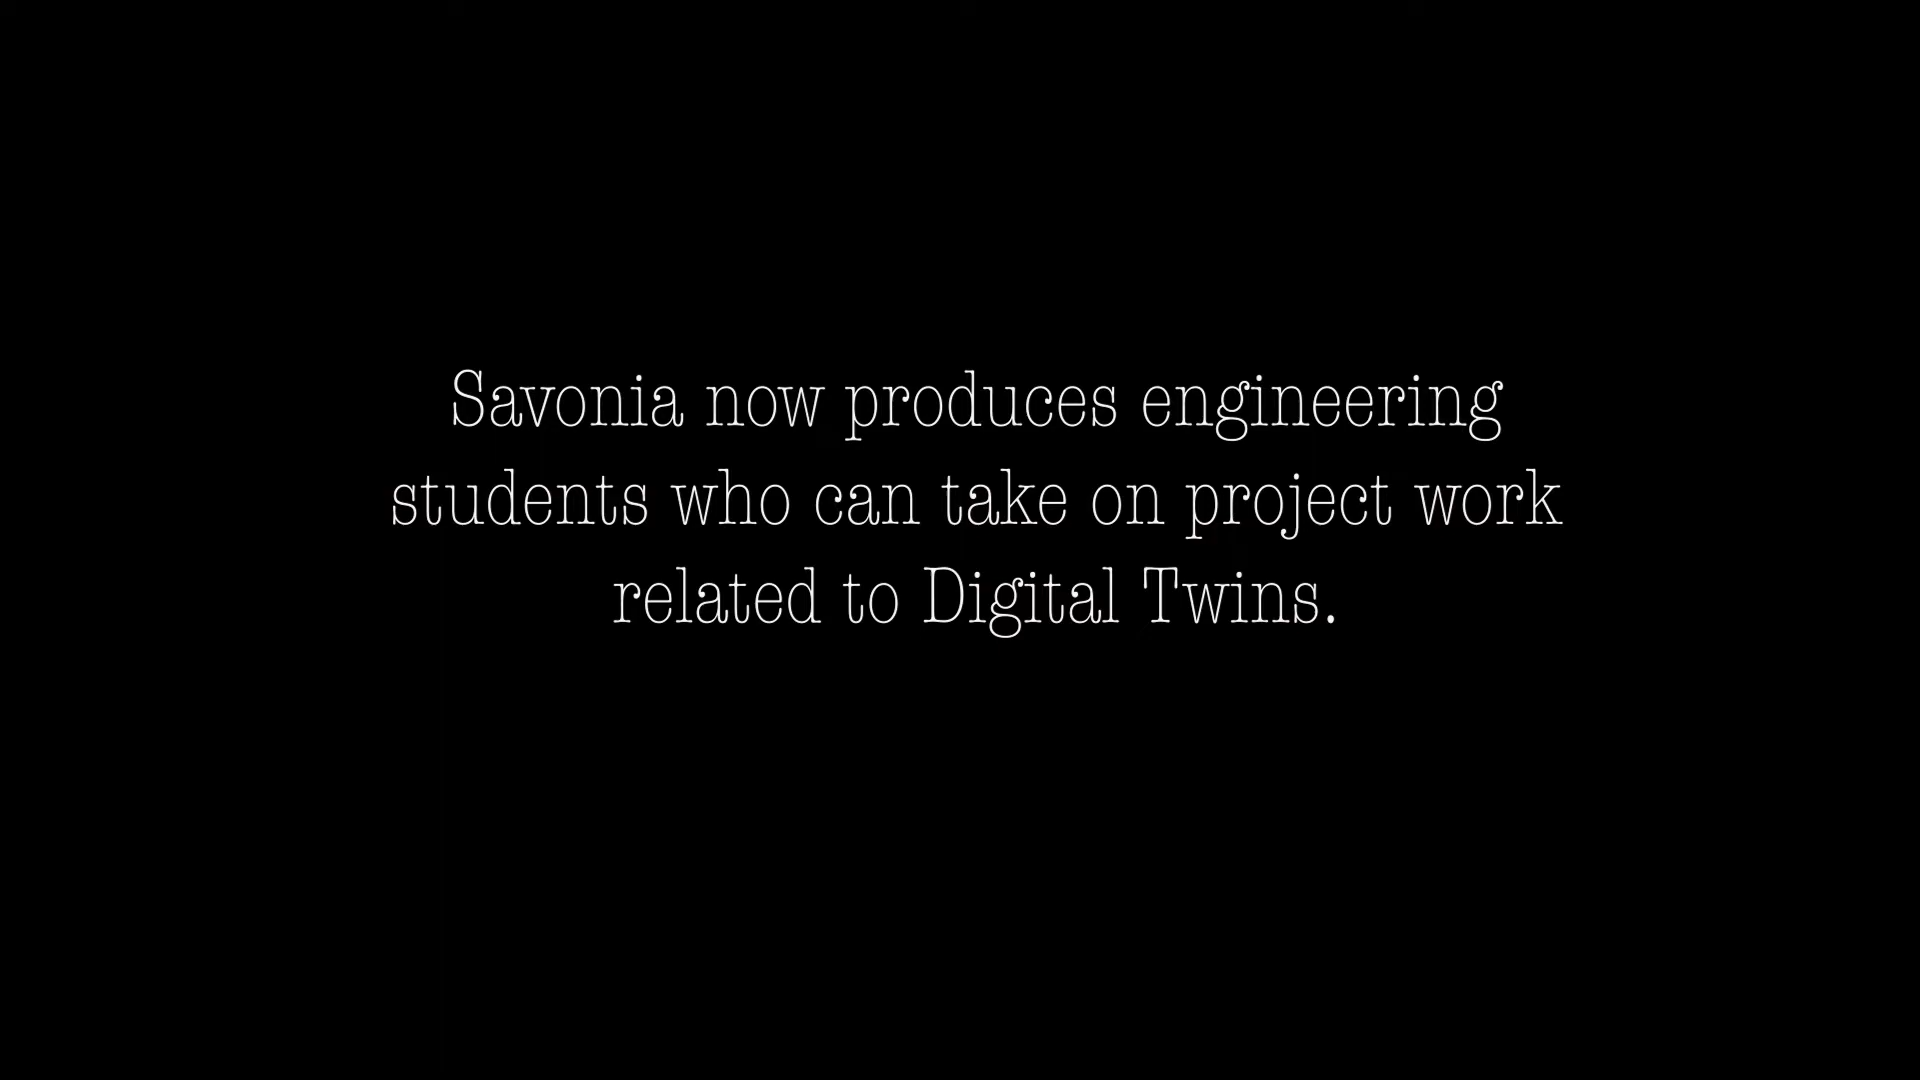 Savonia now produces engineering
students who can take on project work
related to Digital Twins.